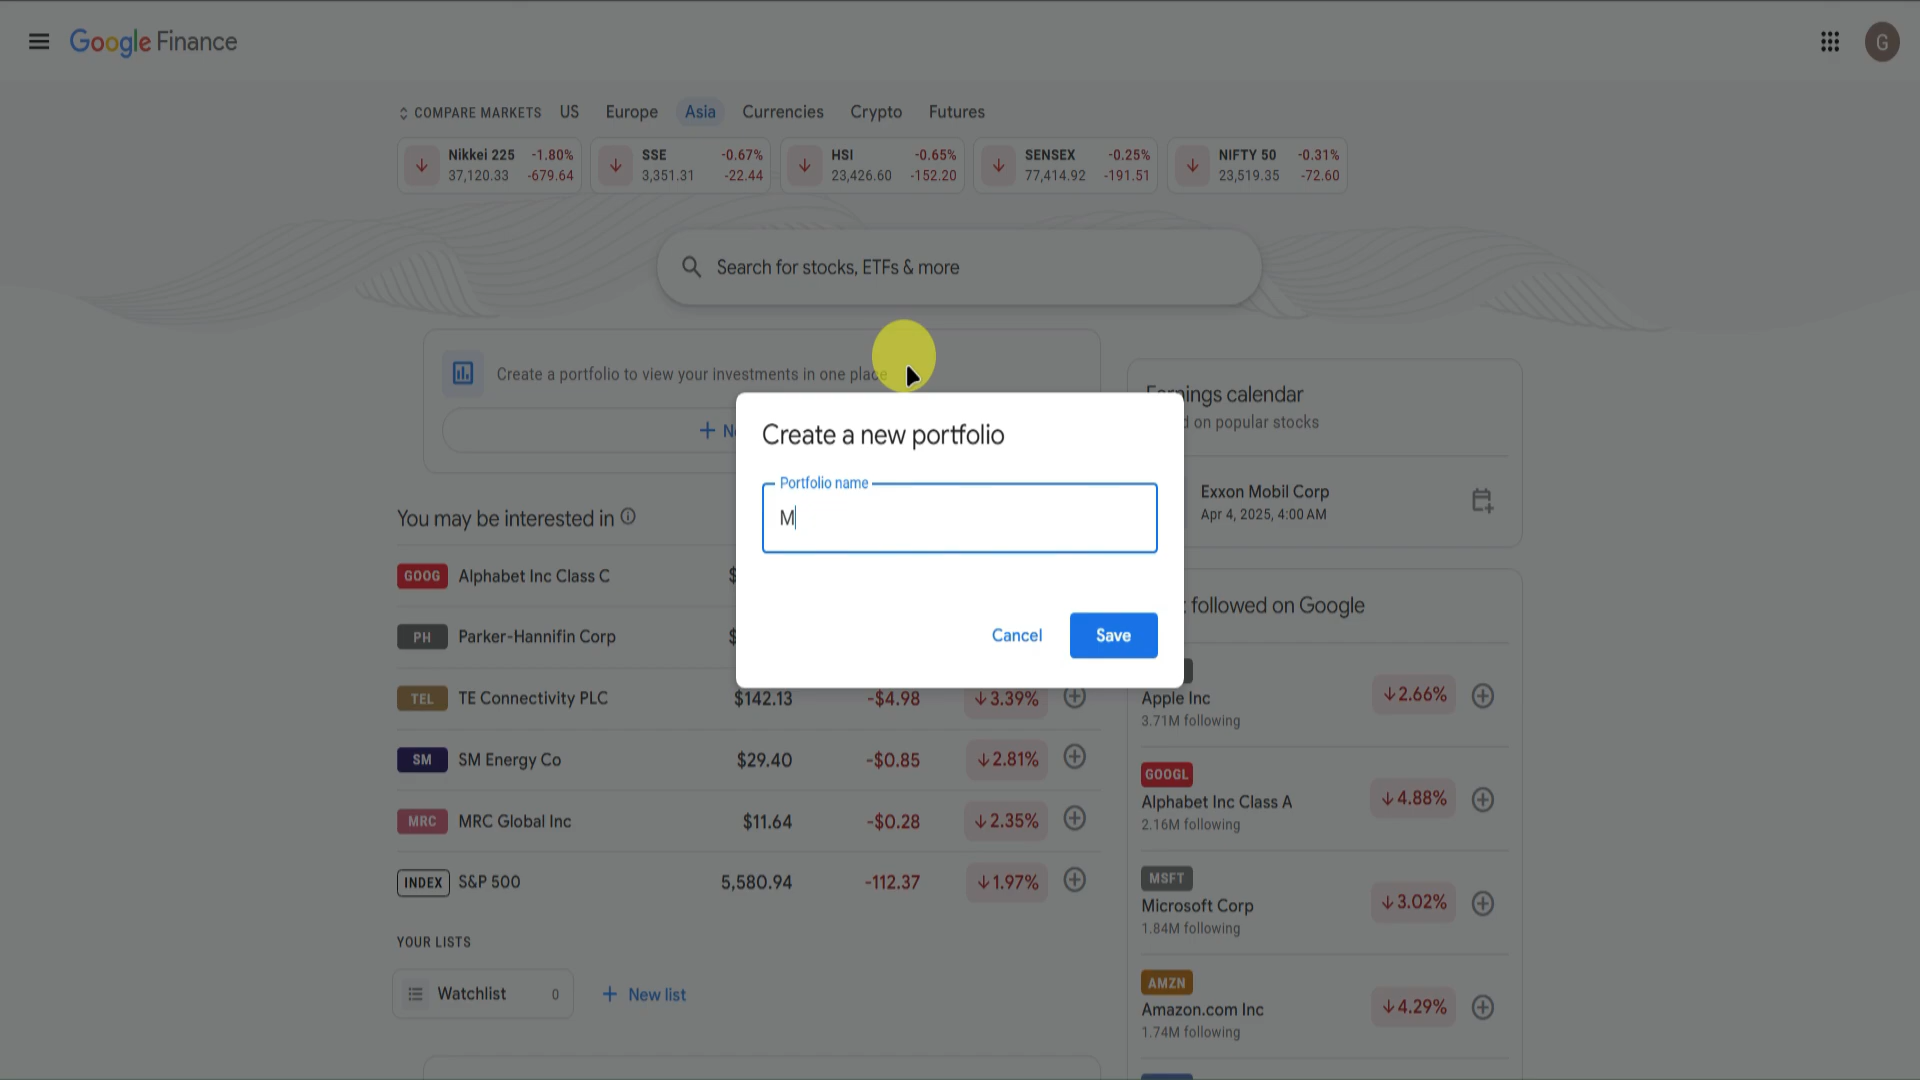 Google Finance
G
COMPARE MARKETS US Europe Asia Currencies Crypto Futures
Nikkei 225 -1.80% SSE -0.67% HSI -0.65% SENSEX -0.25% NIFTY 50 -0.31%
37,120.33 -679.64 3,351.31 -22.44 23,426.60 -152.20 77,414.92 -191.51 23,519.35 -72.60
Search for stocks, ETFs & more
Create a portfolio to view your investments in one place
Create a new portfolio
Portfolio name
M
Cancel Save
You may be interested in
GOOG Alphabet Inc Class C $
PH Parker-Hannifin Corp $
TEL TE Connectivity PLC $142.13 -$4.98 3.39%
SM SM Energy Co $29.40 -$0.85 2.81%
MRC MRC Global Inc $11.64 -$0.28 2.35%
INDEX S&P 500 5,580.94 -112.37 1.97%
YOUR LISTS
Watchlist 0 + New list
calendar
on popular stocks
Exxon Mobil Corp
Apr 4, 2025, 4:00 AM
followed on Google
Apple Inc 2.66%
3.71M following
GOOGL
Alphabet Inc Class A 4.88%
2.16M following
MSFT
Microsoft Corp 3.02%
1.84M following
AMZN
Amazon.com Inc 4.29%
1.74M following